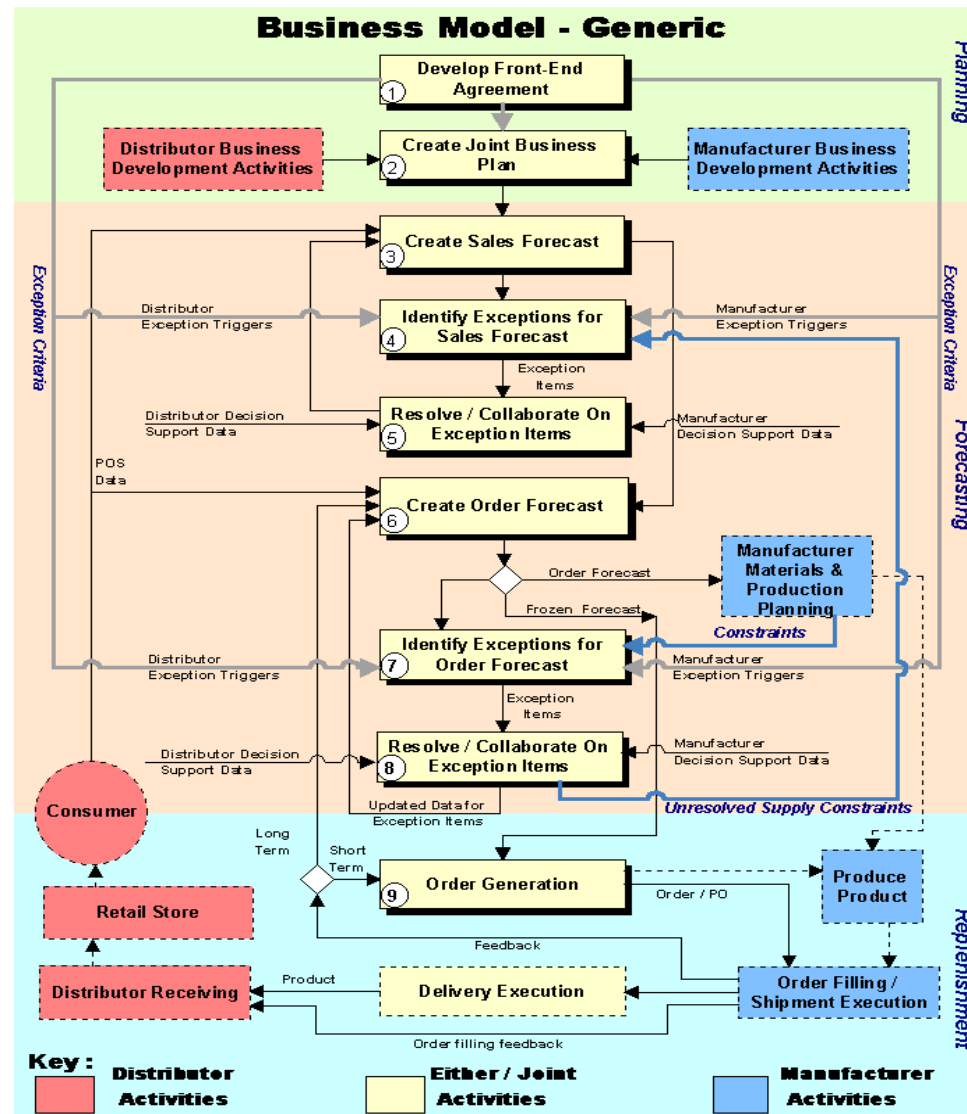 Business Model - Generic
Planning
Develop Front-End
Agreement
1
Distributor Business
Development Activities
Create Joint Business
Plan
2
Manufacturer Business
Development Activities
Create Sales Forecast
3
Exception Criteria
Exception Criteria
Distributor
Exception Triggers
Identify Exceptions for
Sales Forecast
4
Manufacturer
Exception Triggers
Exception
Items
Distributor Decision
Support Data
Resolve / Collaborate On
Exception Items
5
Manufacturer
Decision Support Data
Forecasting
POS
Data
Create Order Forecast
6
Order Forecast
Manufacturer
Materials &
Production
Planning
Frozen Forecast
Constraints
Distributor
Exception Triggers
Identify Exceptions for
Order Forecast
7
Manufacturer
Exception Triggers
Exception
Items
Distributor Decision
Support Data
Resolve / Collaborate On
Exception Items
8
Manufacturer
Decision Support Data
Updated Data for
Exception Items
Unresolved Supply Constraints
Consumer
Long
Term
Short
Term
Order Generation
9
Order / PO
Produce
Product
Retail Store
Feedback
Replenishment
Distributor Receiving
Product
Delivery Execution
Order Filling /
Shipment Execution
Order filling feedback
Key :
Distributor
Activities
Either / Joint
Activities
Manufacturer
Activities